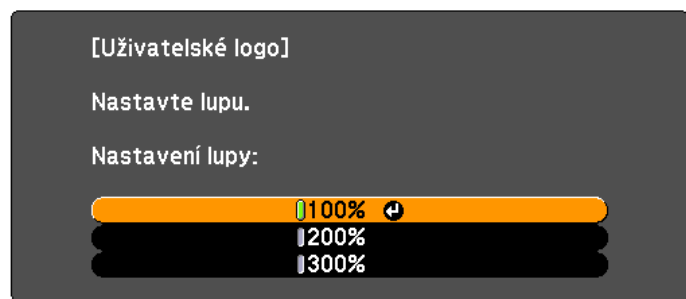 [Uživatelské logo]
Nastavte lupu.
Nastavení lupy:
100%
200%
300%